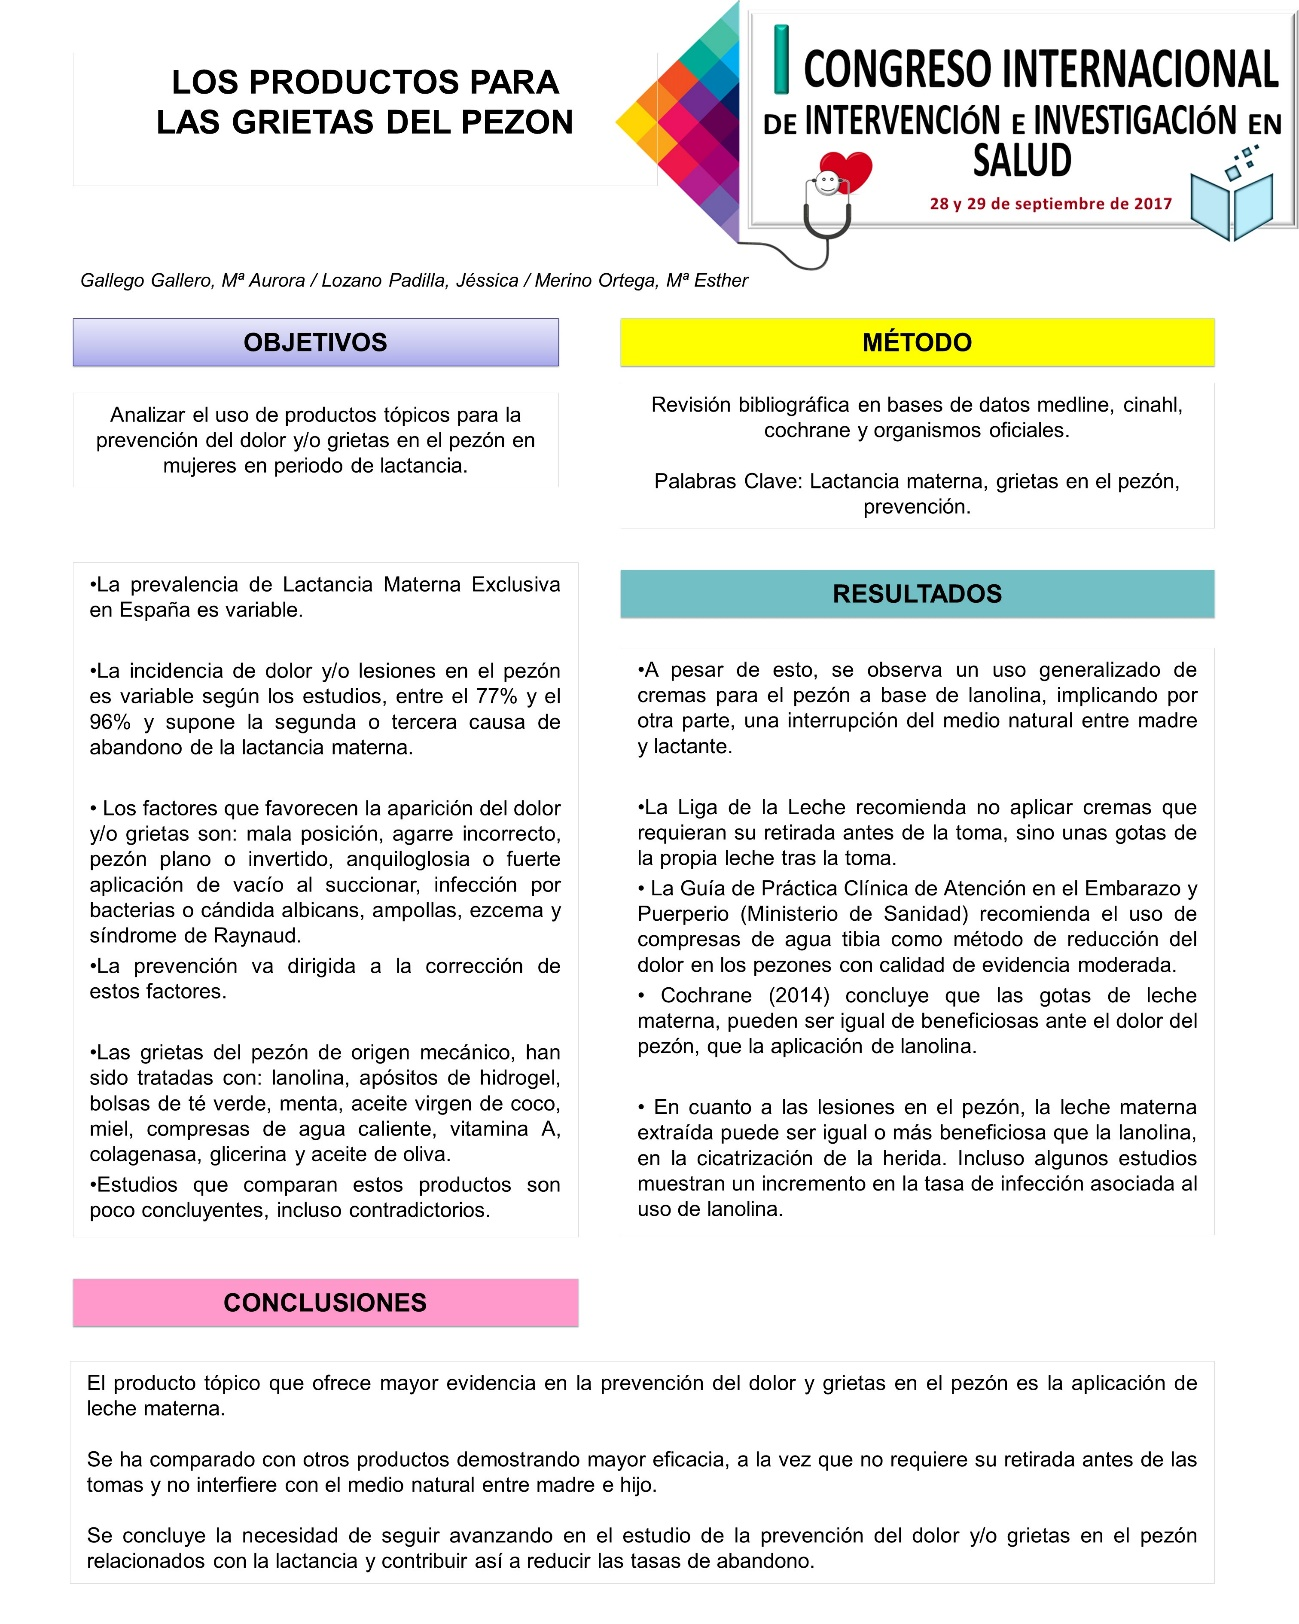 LOS PRODUCTOS PARA
LAS GRIETAS DEL PEZON
I CONGRESO INTERNACIONAL
DE INTERVENCIÓN E INVESTIGACIÓN EN
SALUD
28 y 29 de septiembre de 2017
Gallego Gallero, Mª Aurora / Lozano Padilla, Jéssica / Merino Ortega, Mª Esther
OBJETIVOS
Analizar el uso de productos tópicos para la
prevención del dolor y/o grietas en el pezón en
mujeres en periodo de lactancia.
MÉTODO
Revisión bibliográfica en bases de datos medline, cinahl,
cochrane y organismos oficiales.
Palabras Clave: Lactancia materna, grietas en el pezón,
prevención.
•La prevalencia de Lactancia Materna Exclusiva
en España es variable.
•La incidencia de dolor y/o lesiones en el pezón
es variable según los estudios, entre el 77% y el
96% y supone la segunda o tercera causa de
abandono de la lactancia materna.
• Los factores que favorecen la aparición del dolor
y/o grietas son: mala posición, agarre incorrecto,
pezón plano o invertido, anquiloglosia o fuerte
aplicación de vacío al succionar, infección por
bacterias o cándida albicans, ampollas, ezcema y
síndrome de Raynaud.
•La prevención va dirigida a la corrección de
estos factores.
•Las grietas del pezón de origen mecánico, han
sido tratadas con: lanolina, apósitos de hidrogel,
bolsas de té verde, menta, aceite virgen de coco,
miel, compresas de agua caliente, vitamina A,
colagenasa, glicerina y aceite de oliva.
•Estudios que comparan estos productos son
poco concluyentes, incluso contradictorios.
RESULTADOS
•A pesar de esto, se observa un uso generalizado de
cremas para el pezón a base de lanolina, implicando por
otra parte, una interrupción del medio natural entre madre
y lactante.
•La Liga de la Leche recomienda no aplicar cremas que
requieran su retirada antes de la toma, sino unas gotas de
la propia leche tras la toma.
• La Guía de Práctica Clínica de Atención en el Embarazo y
Puerperio (Ministerio de Sanidad) recomienda el uso de
compresas de agua tibia como método de reducción del
dolor en los pezones con calidad de evidencia moderada.
• Cochrane (2014) concluye que las gotas de leche
materna, pueden ser igual de beneficiosas ante el dolor del
pezón, que la aplicación de lanolina.
• En cuanto a las lesiones en el pezón, la leche materna
extraída puede ser igual o más beneficiosa que la lanolina,
en la cicatrización de la herida. Incluso algunos estudios
muestran un incremento en la tasa de infección asociada al
uso de lanolina.
CONCLUSIONES
El producto tópico que ofrece mayor evidencia en la prevención del dolor y grietas en el pezón es la aplicación de
leche materna.
Se ha comparado con otros productos demostrando mayor eficacia, a la vez que no requiere su retirada antes de las
tomas y no interfiere con el medio natural entre madre e hijo.
Se concluye la necesidad de seguir avanzando en el estudio de la prevención del dolor y/o grietas en el pezón
relacionados con la lactancia y contribuir así a reducir las tasas de abandono.